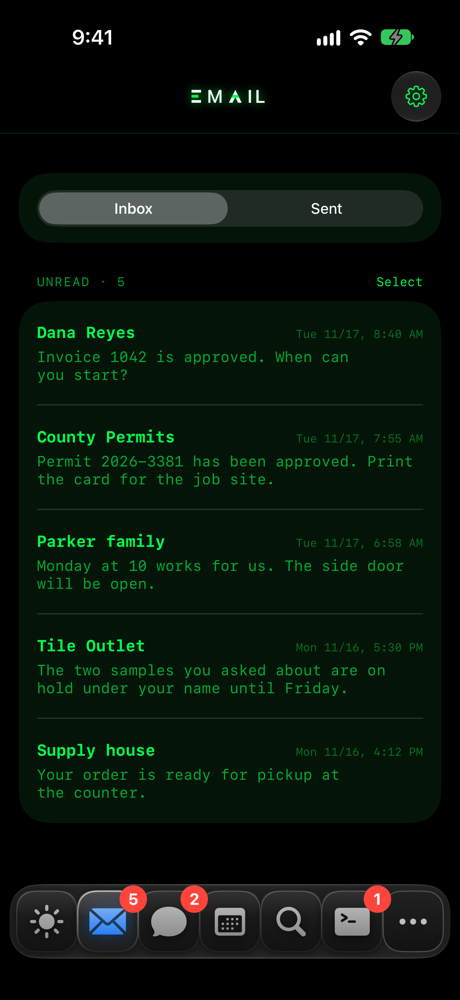 9:41
EMAIL
Inbox
Sent
UNREAD · 5
Select
Dana Reyes
Tue 11/17, 8:40 AM
Invoice 1042 is approved. When can
you start?
County Permits
Tue 11/17, 7:55 AM
Permit 2026-3381 has been approved. Print
the card for the job site.
Parker family
Tue 11/17, 6:58 AM
Monday at 10 works for us. The side door
will be open.
Tile Outlet
Mon 11/16, 5:30 PM
The two samples you asked about are on
hold under your name until Friday.
Supply house
Mon 11/16, 4:12 PM
Your order is ready for pickup at
the counter.
5
2
1